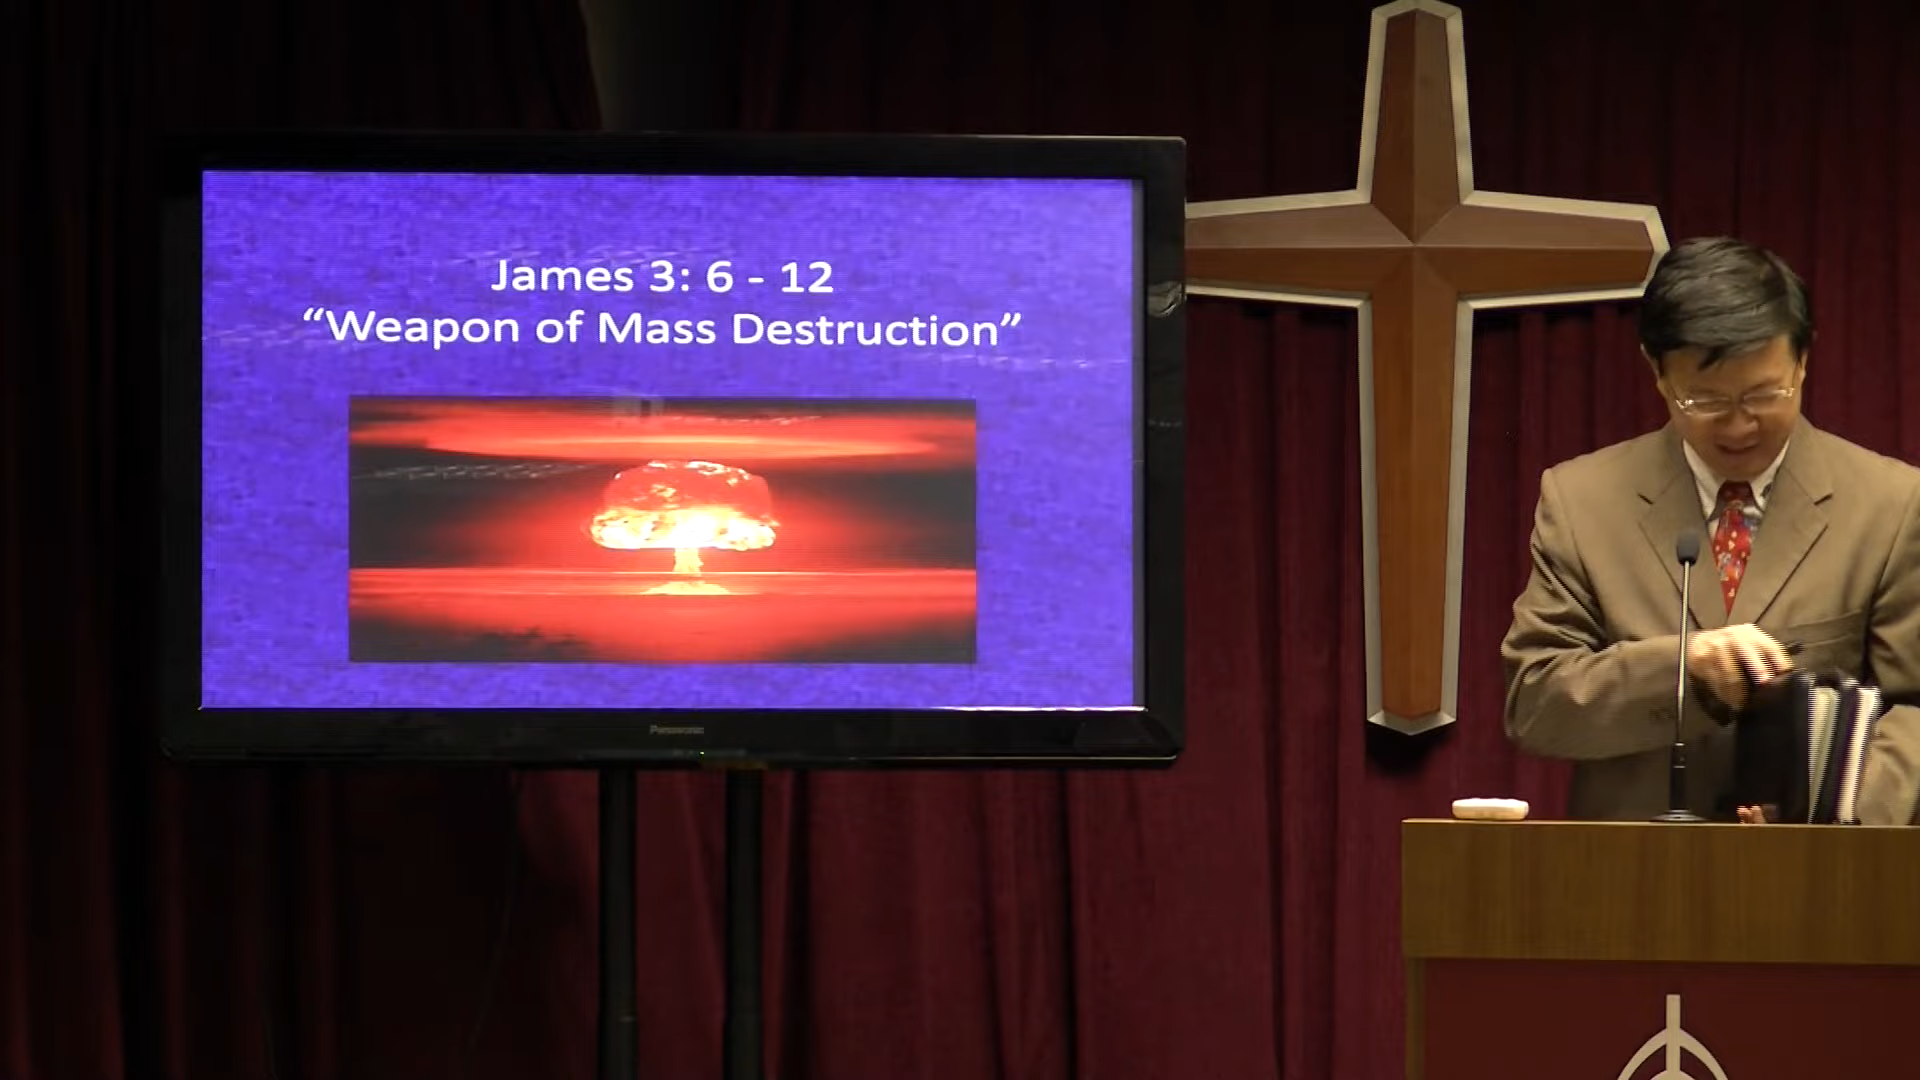 James 3: 6 - 12
“Weapon of Mass Destruction”
Panasonic